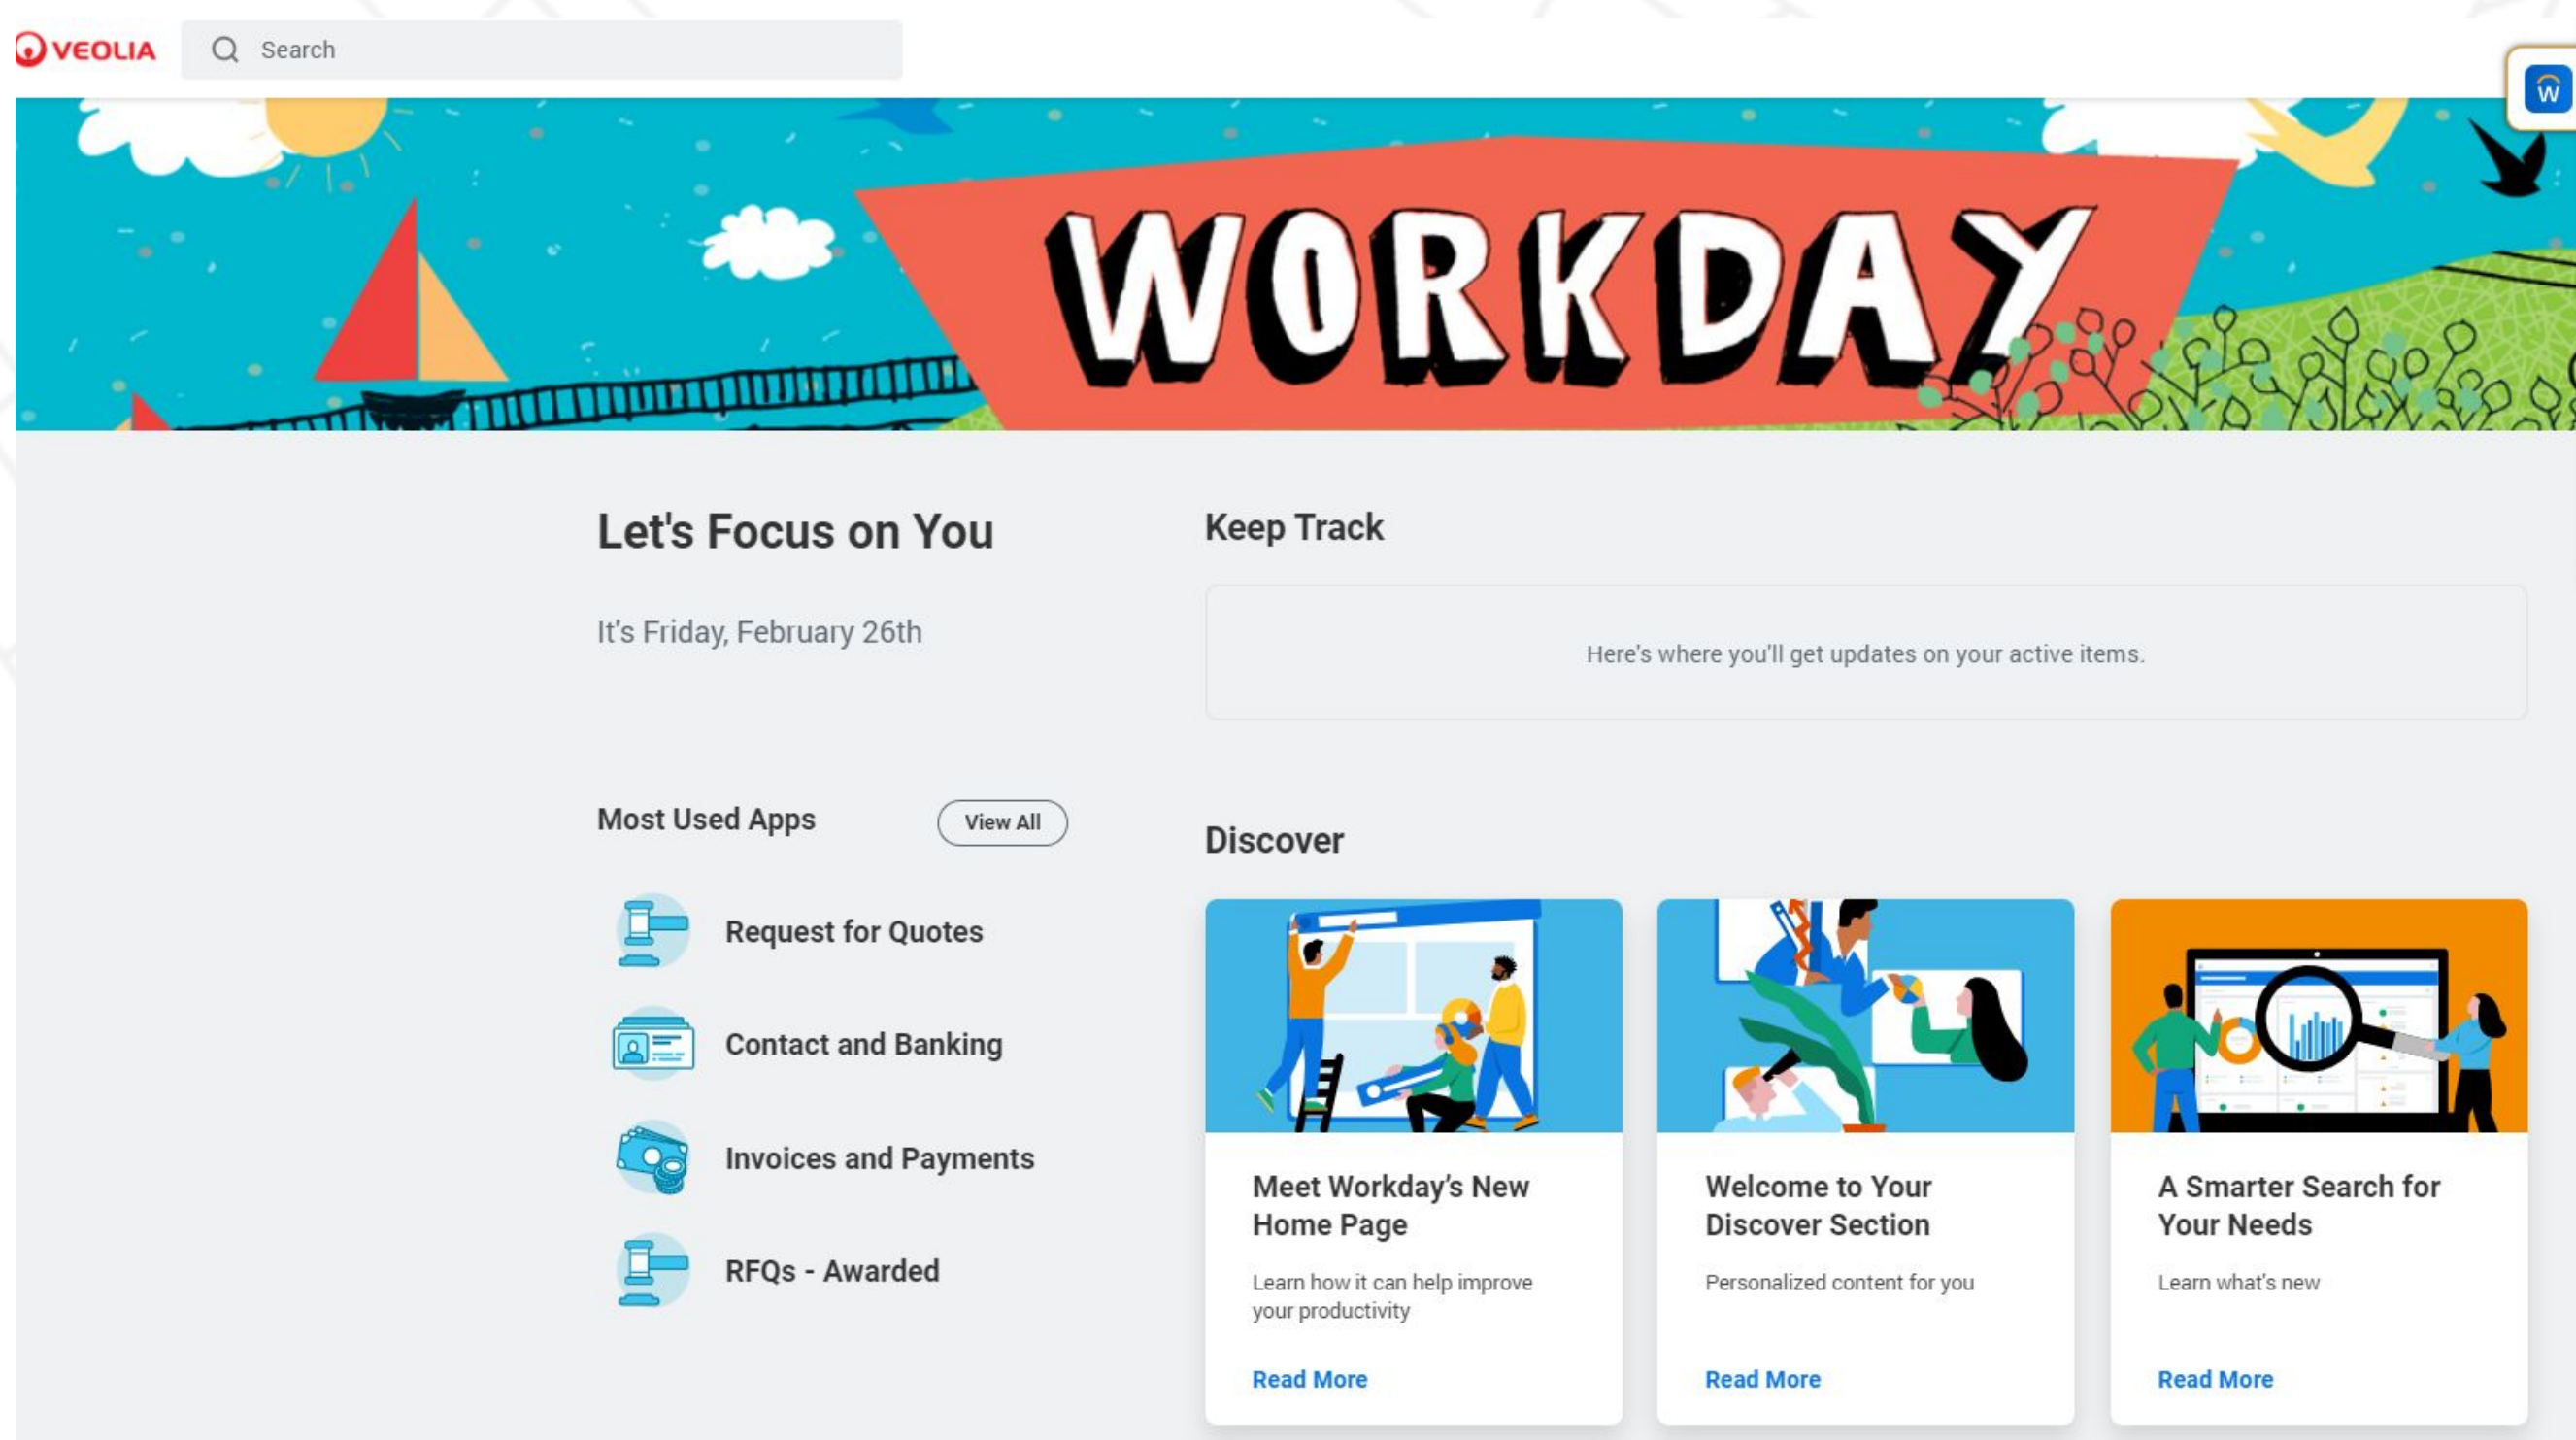 VEOLIA
Search
W
WORKDAY
Let's Focus on You
It's Friday, February 26th
Keep Track
Here's where you'll get updates on your active items.
Most Used Apps
View All
Request for Quotes
Contact and Banking
Invoices and Payments
RFQs - Awarded
Discover
Meet Workday’s New
Home Page
Learn how it can help improve
your productivity
Read More
Welcome to Your
Discover Section
Personalized content for you
Read More
A Smarter Search for
Your Needs
Learn what's new
Read More